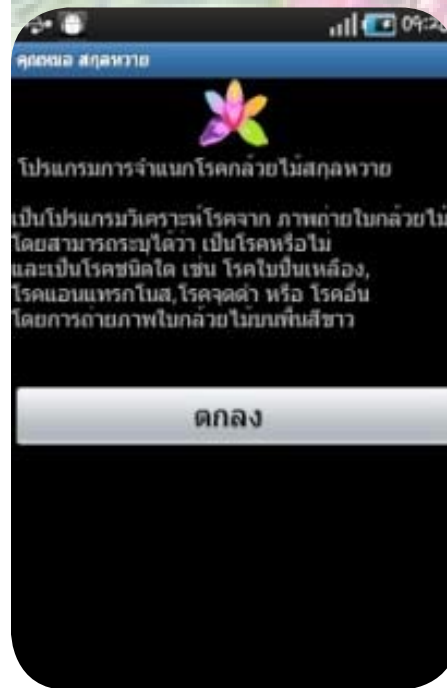 09:20
คุณหมอ สกุลหวาย
โปรแกรมการจำแนกโรคกล้วยไม้สกุลหวาย
เป็นโปรแกรมวิเคราะห์โรคจาก ภาพถ่ายใบกล้วยไม้
โดยสามารถระบุได้ว่า เป็นโรคหรือไม่
และเป็นโรคชนิดใด เช่น โรคใบปื้นเหลือง,
โรคแอนแทรกโนส,โรคจุดดำ หรือ โรคอื่น
โดยการถ่ายภาพใบกล้วยไม้บนพื้นสีขาว
ตกลง